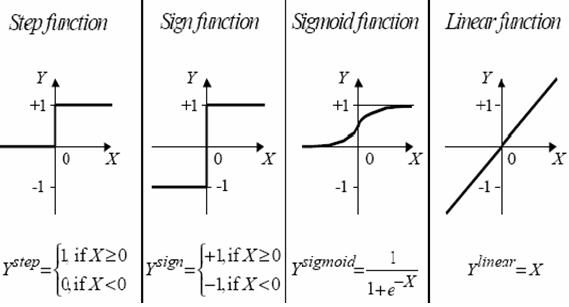 Step function
Y
+1
0
X
-1
Y^step = {1, if X ≥ 0
0, if X < 0
Sign function
Y
+1
0
X
-1
Y^sign = {+1, if X ≥ 0
−1, if X < 0
Sigmoid function
Y
+1
0
X
-1
Y^sigmoid = 1 / 1+e^−X
Linear function
Y
+1
0
X
-1
Y^linear = X